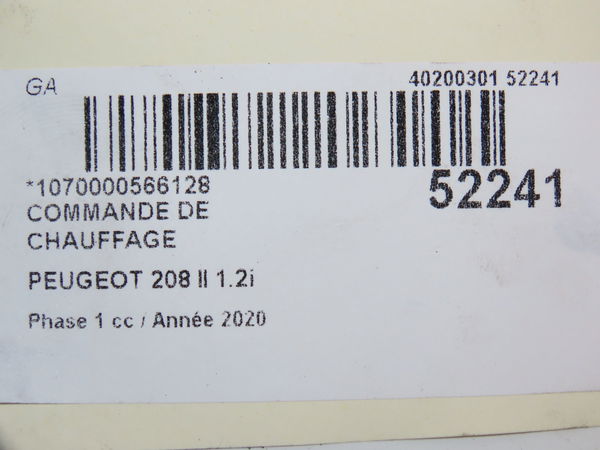 GA
40200301 52241
*1070000566128
52241
COMMANDE DE
CHAUFFAGE
PEUGEOT 208 II 1.2i
Phase 1 cc / Année 2020